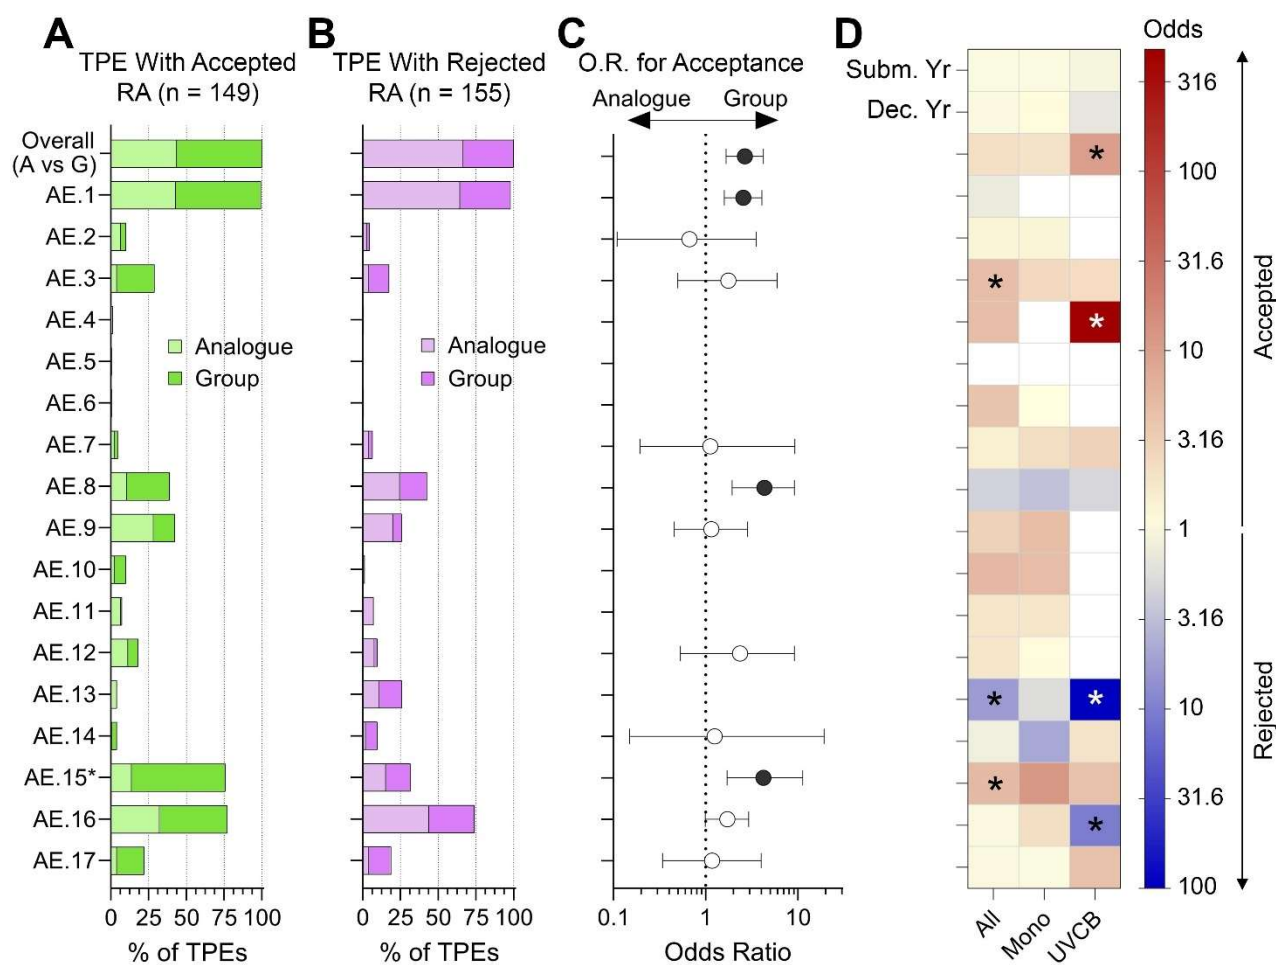 A
TPE With Accepted
RA (n = 149)
Overall
(A vs G)
AE.1
AE.2
AE.3
AE.4
AE.5
AE.6
AE.7
AE.8
AE.9
AE.10
AE.11
AE.12
AE.13
AE.14
AE.15*
AE.16
AE.17
Analogue
Group
0 25 50 75 100
% of TPEs
B
TPE With Rejected
RA (n = 155)
Analogue
Group
0 25 50 75 100
% of TPEs
C
O.R. for Acceptance
Analogue Group
0.1 1 10
Odds Ratio
D
Subm. Yr
Dec. Yr
*
* 
*
* *
*
*
All Mono UVCB
Odds
316
100
31.6
10
3.16
1
3.16
10
31.6
100
Accepted
Rejected